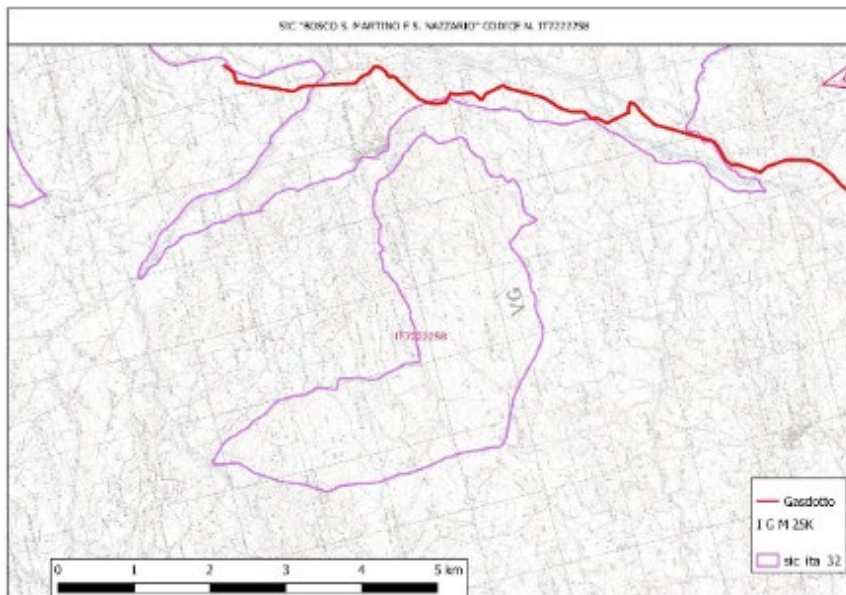 SIC "BOSCO S. MARTINO E S. NAZZARIO" CODICE N. IT7222258
VG
IT7222258
Gasdotto
I G M 25K
sic ita 32
0 1 2 3 4 5 km